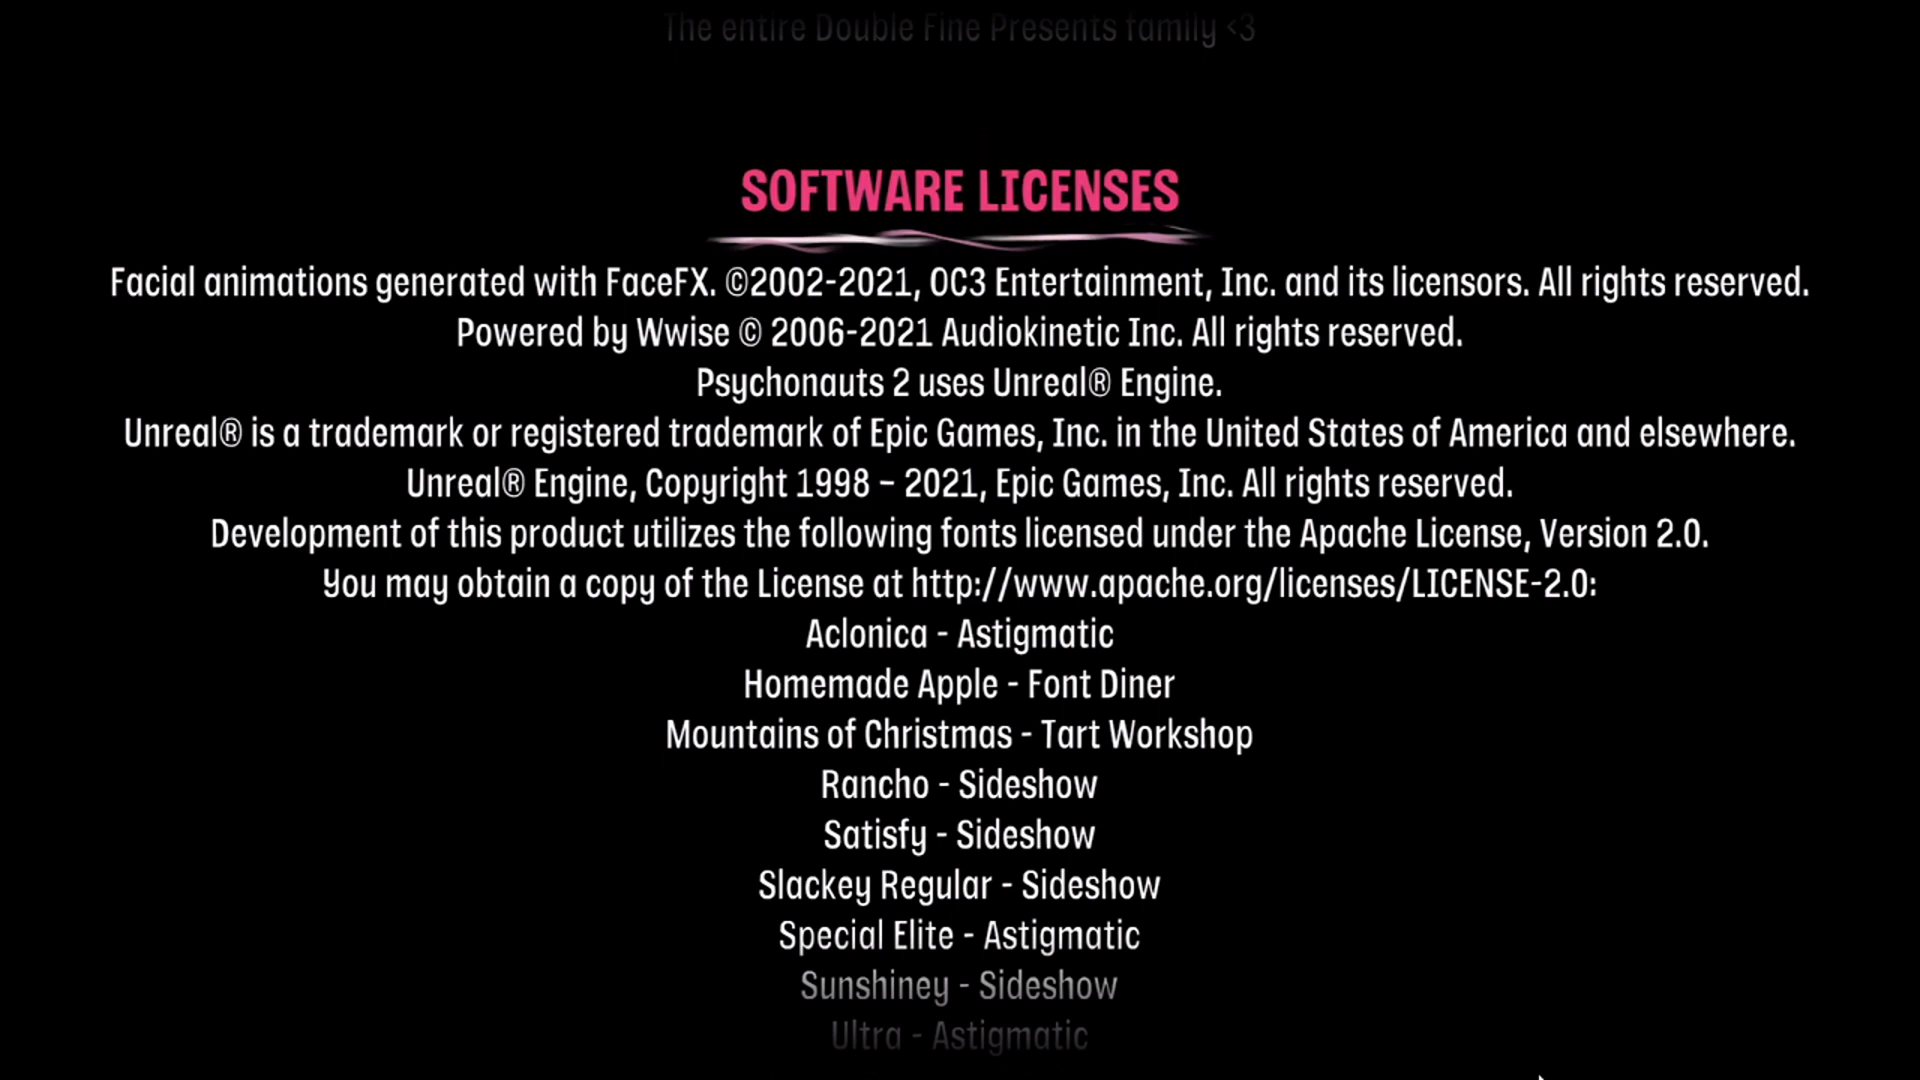 The entire Double Fine Presents family <3
SOFTWARE LICENSES
Facial animations generated with FaceFX. ©2002-2021, OC3 Entertainment, Inc. and its licensors. All rights reserved.
Powered by Wwise © 2006-2021 Audiokinetic Inc. All rights reserved.
Psychonauts 2 uses Unreal® Engine.
Unreal® is a trademark or registered trademark of Epic Games, Inc. in the United States of America and elsewhere.
Unreal® Engine, Copyright 1998 – 2021, Epic Games, Inc. All rights reserved.
Development of this product utilizes the following fonts licensed under the Apache License, Version 2.0.
You may obtain a copy of the License at http://www.apache.org/licenses/LICENSE-2.0:
Aclonica - Astigmatic
Homemade Apple - Font Diner
Mountains of Christmas - Tart Workshop
Rancho - Sideshow
Satisfy - Sideshow
Slackey Regular - Sideshow
Special Elite - Astigmatic
Sunshiney - Sideshow
Ultra - Astigmatic